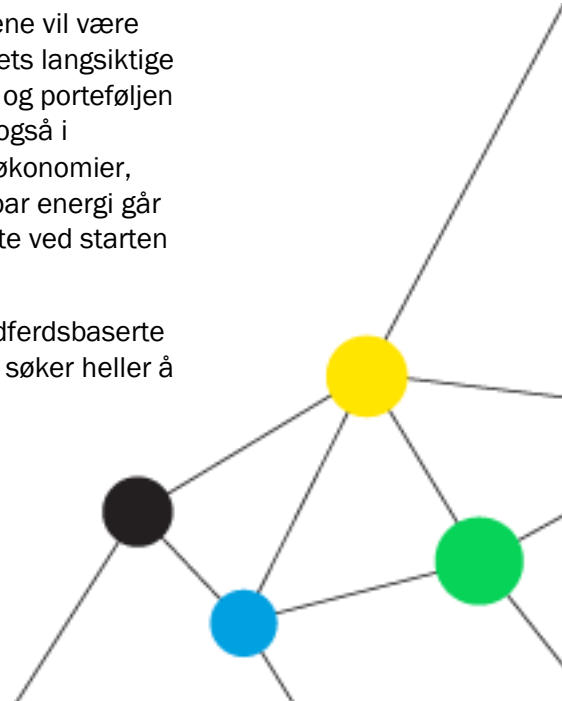 ene vil være
ets langsiktige
og porteføljen
også i
økonomier,
bar energi går
te ved starten
dferdsbaserte
søker heller å